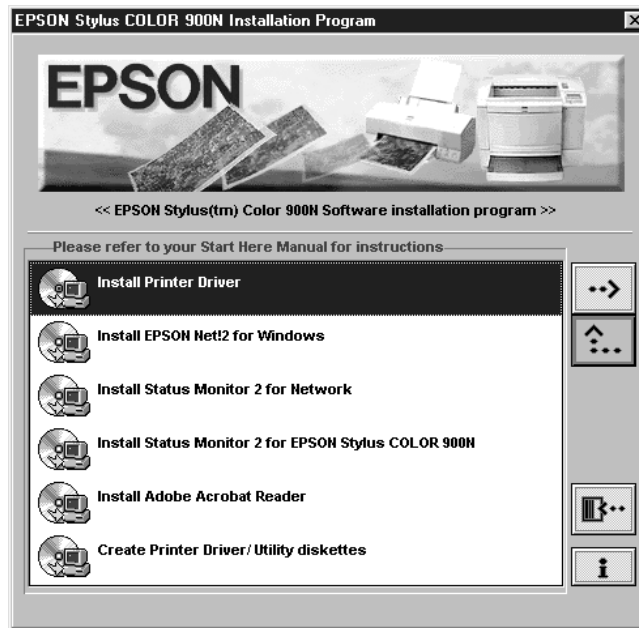 EPSON Stylus COLOR 900N Installation Program
EPSON
<< EPSON Stylus(tm) Color 900N Software installation program >>
Please refer to your Start Here Manual for instructions
Install Printer Driver
Install EPSON Net!2 for Windows
Install Status Monitor 2 for Network
Install Status Monitor 2 for EPSON Stylus COLOR 900N
Install Adobe Acrobat Reader
Create Printer Driver/Utility diskettes
i